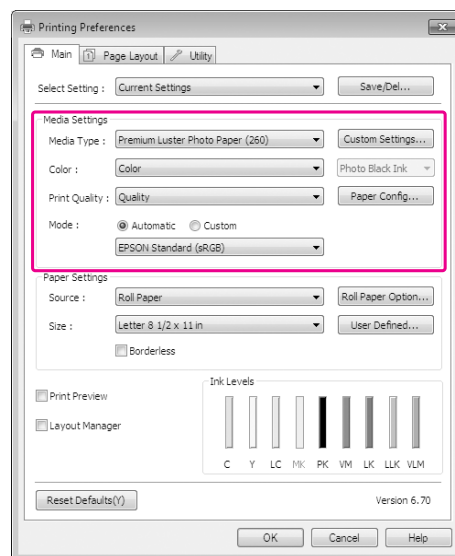 Printing Preferences
Main Page Layout Utility
Select Setting : Current Settings Save/Del...
Media Settings
Media Type : Premium Luster Photo Paper (260) Custom Settings...
Color : Color Photo Black Ink
Print Quality : Quality Paper Config...
Mode : Automatic Custom
EPSON Standard (sRGB)
Paper Settings
Source : Roll Paper Roll Paper Option...
Size : Letter 8 1/2 x 11 in User Defined...
Borderless
Print Preview
Layout Manager
Ink Levels
C Y LC MK PK VM LK LLK VLM
Reset Defaults(Y) Version 6.70
OK Cancel Help